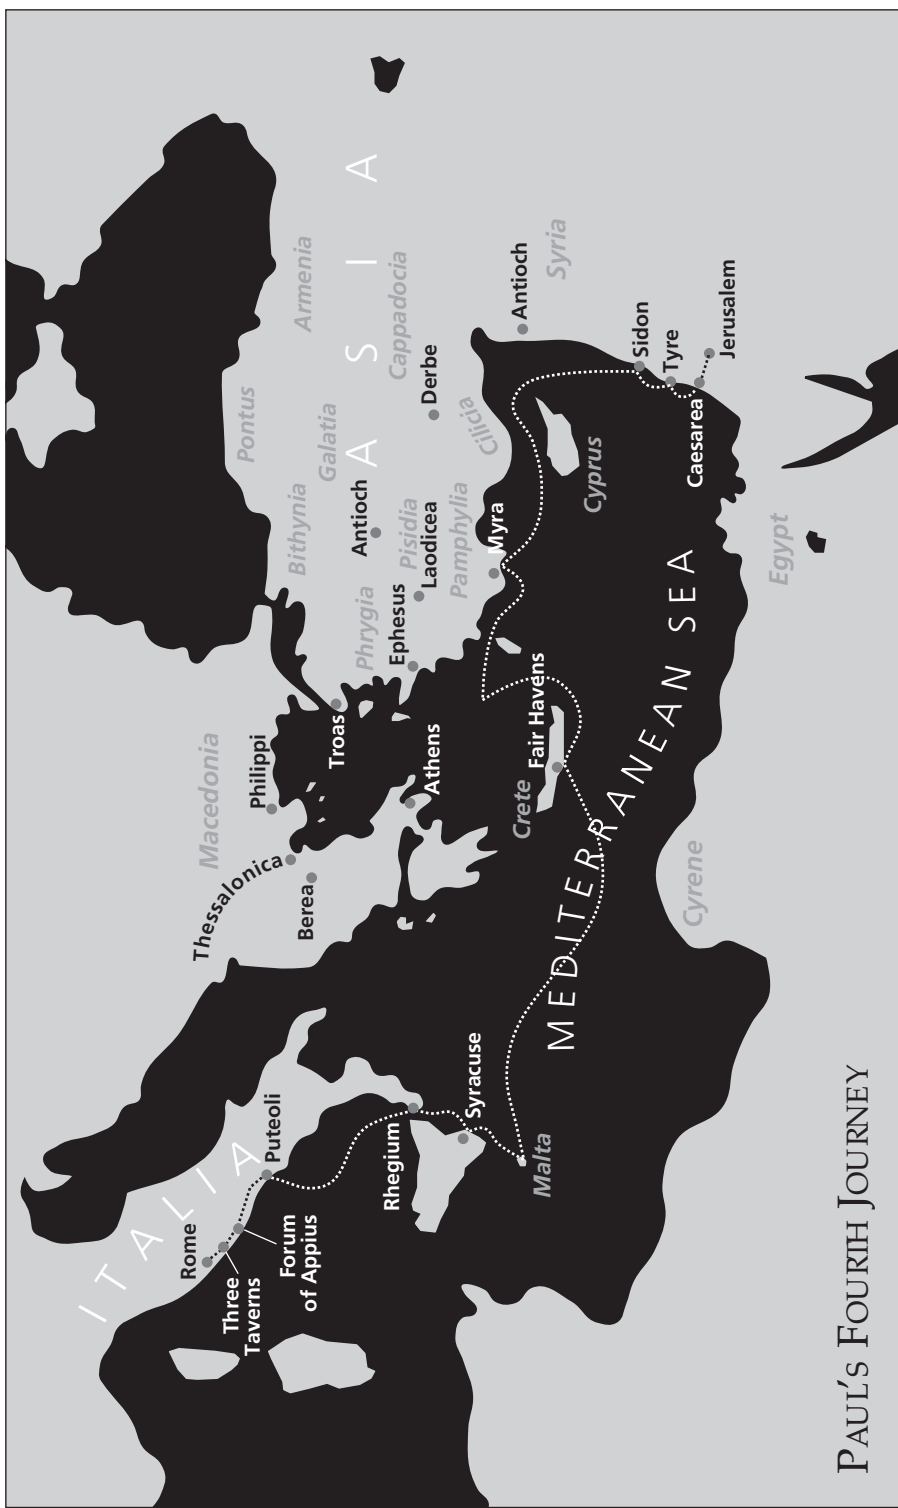 ITALIA
Rome
Three
Taverns
Forum
of Appius
Puteoli
Rhegium
Syracuse
Malta
Thessalonica
Berea
Macedonia
Philippi
Troas
Athens
Crete
Fair Havens
Cyrene
MEDITERRANEAN SEA
ASIA
Bithynia
Pontus
Armenia
Galatia
Cappadocia
Phrygia
Antioch
Pisidia
Ephesus
Laodicea
Derbe
Pamphylia
Cilicia
Myra
Antioch
Syria
Cyprus
Sidon
Tyre
Caesarea
Jerusalem
Egypt
PAUL'S FOURIH JOURNEY